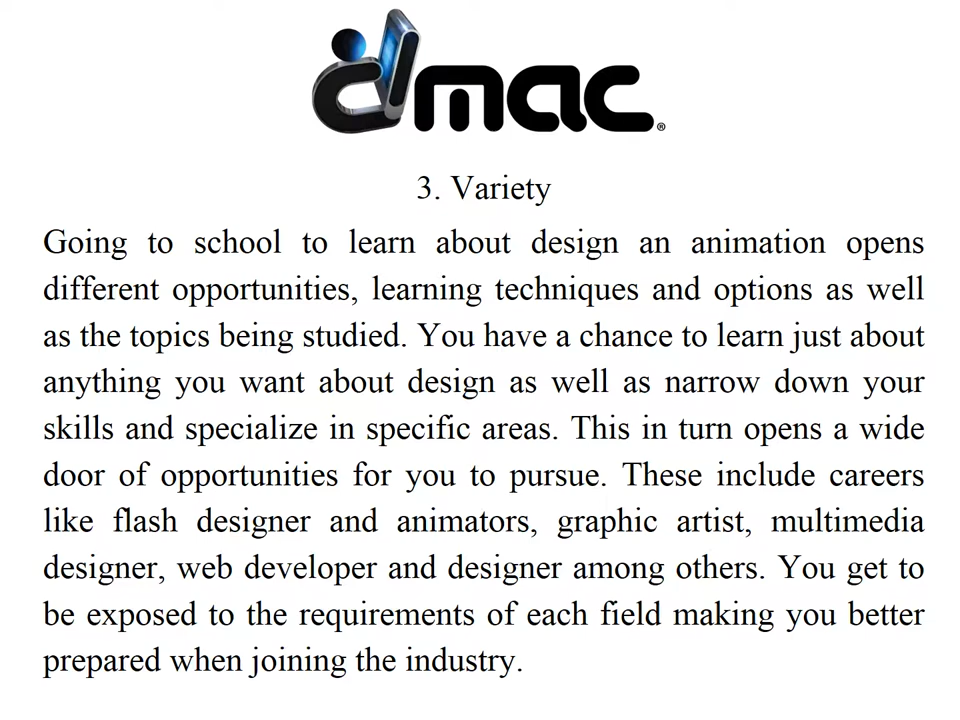 dmac®
3. Variety
Going to school to learn about design an animation opens
different opportunities, learning techniques and options as well
as the topics being studied. You have a chance to learn just about
anything you want about design as well as narrow down your
skills and specialize in specific areas. This in turn opens a wide
door of opportunities for you to pursue. These include careers
like flash designer and animators, graphic artist, multimedia
designer, web developer and designer among others. You get to
be exposed to the requirements of each field making you better
prepared when joining the industry.